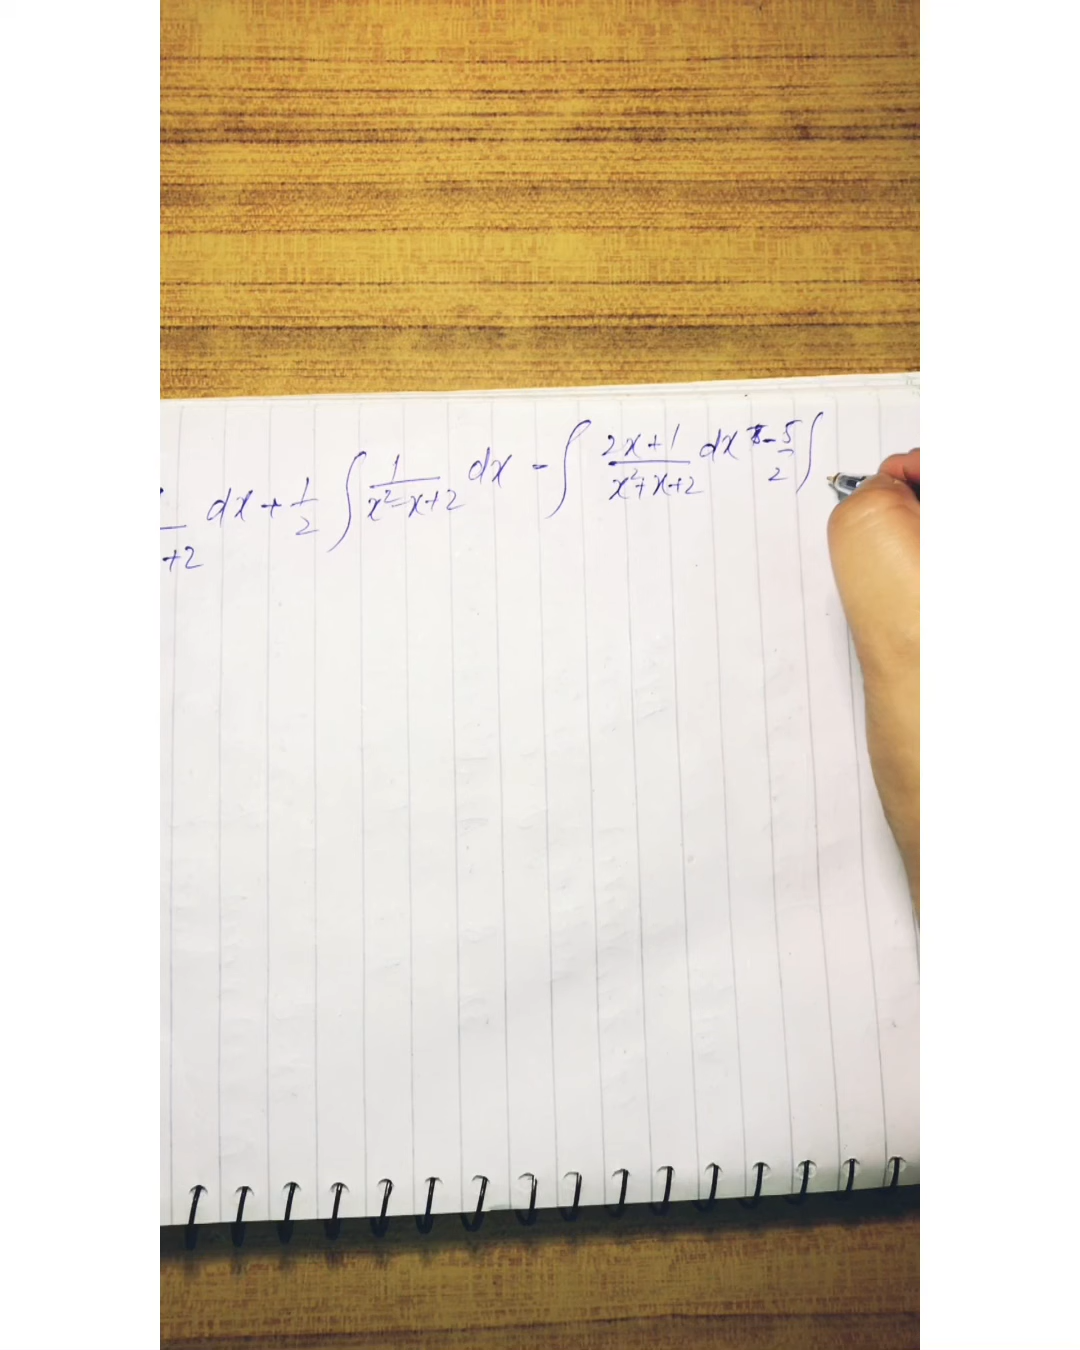 +2 dx + 1/2 ∫ 1/(x²-x+2) dx - ∫ (2x+1)/(x²+x+2) dx - 5/2 ∫